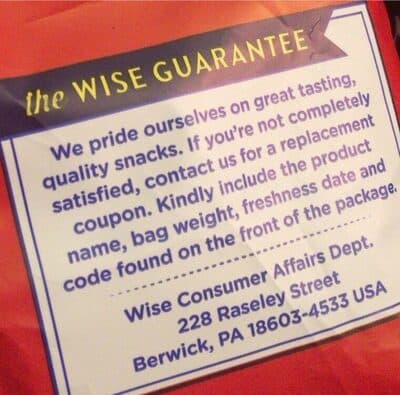 the WISE GUARANTEE
We pride ourselves on great tasting,
quality snacks. If you're not completely
satisfied, contact us for a replacement
coupon. Kindly include the product
name, bag weight, freshness date and
code found on the front of the package.
Wise Consumer Affairs Dept.
228 Raseley Street
Berwick, PA 18603-4533 USA